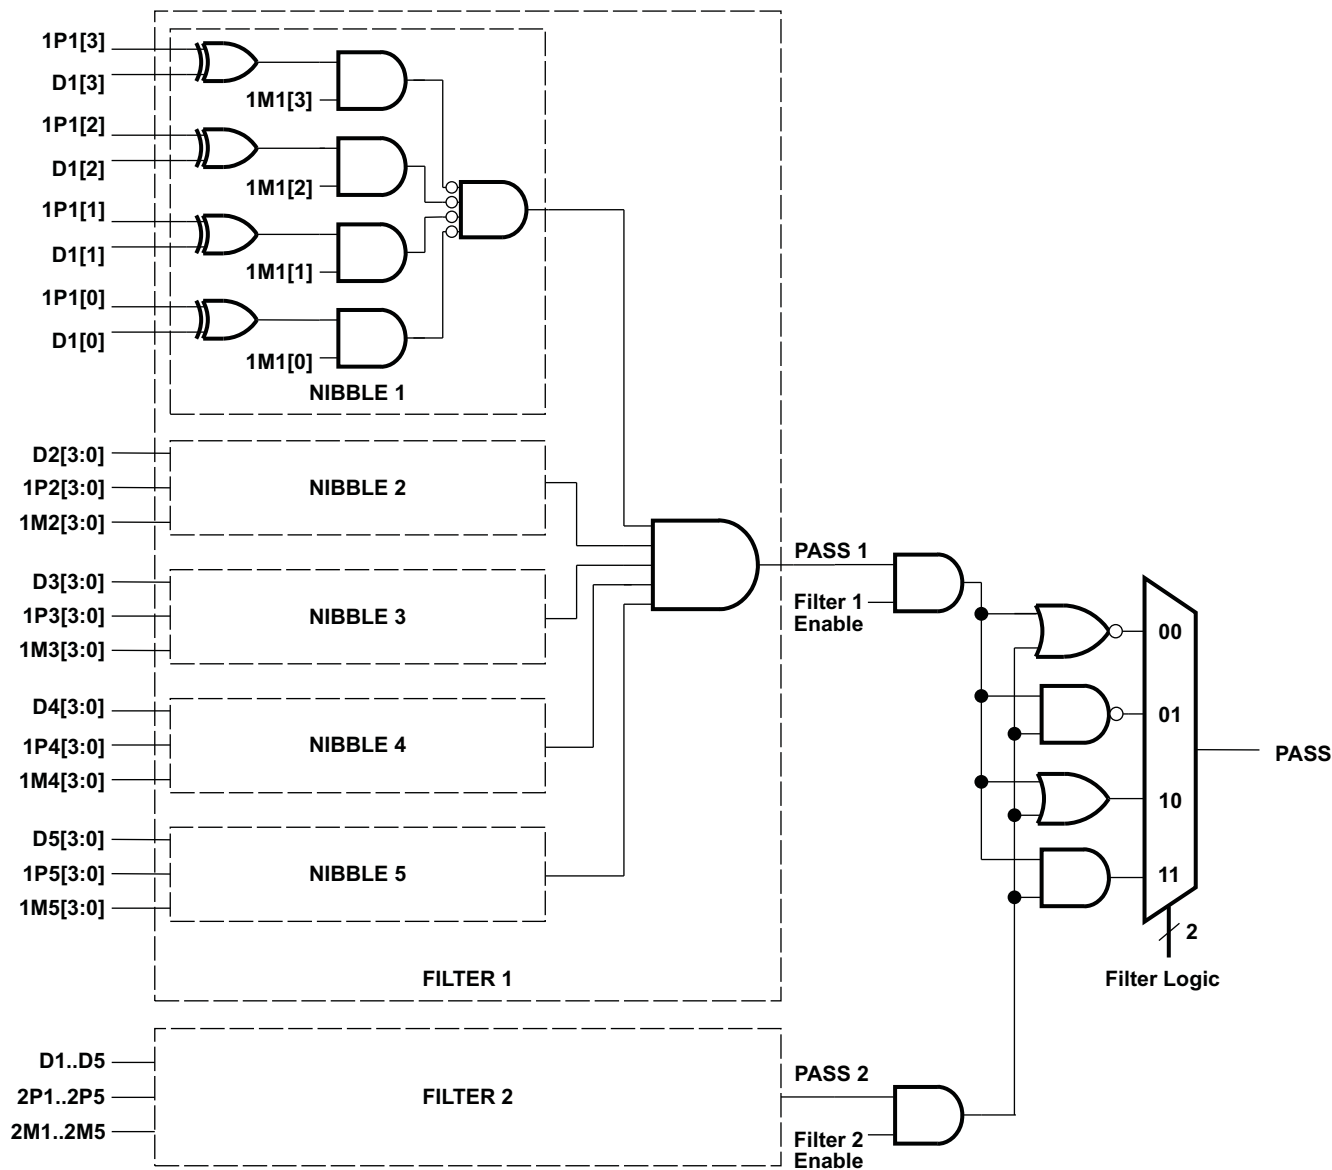 1P1[3]
D1[3]
1M1[3]
1P1[2]
D1[2]
1M1[2]
1P1[1]
D1[1]
1M1[1]
1P1[0]
D1[0]
1M1[0]
NIBBLE 1
D2[3:0]
1P2[3:0]
1M2[3:0]
NIBBLE 2
D3[3:0]
1P3[3:0]
1M3[3:0]
NIBBLE 3
D4[3:0]
1P4[3:0]
1M4[3:0]
NIBBLE 4
D5[3:0]
1P5[3:0]
1M5[3:0]
NIBBLE 5
FILTER 1
PASS 1
Filter 1
Enable
00
01
10
11
PASS
2
Filter Logic
D1..D5
2P1..2P5
2M1..2M5
FILTER 2
PASS 2
Filter 2
Enable